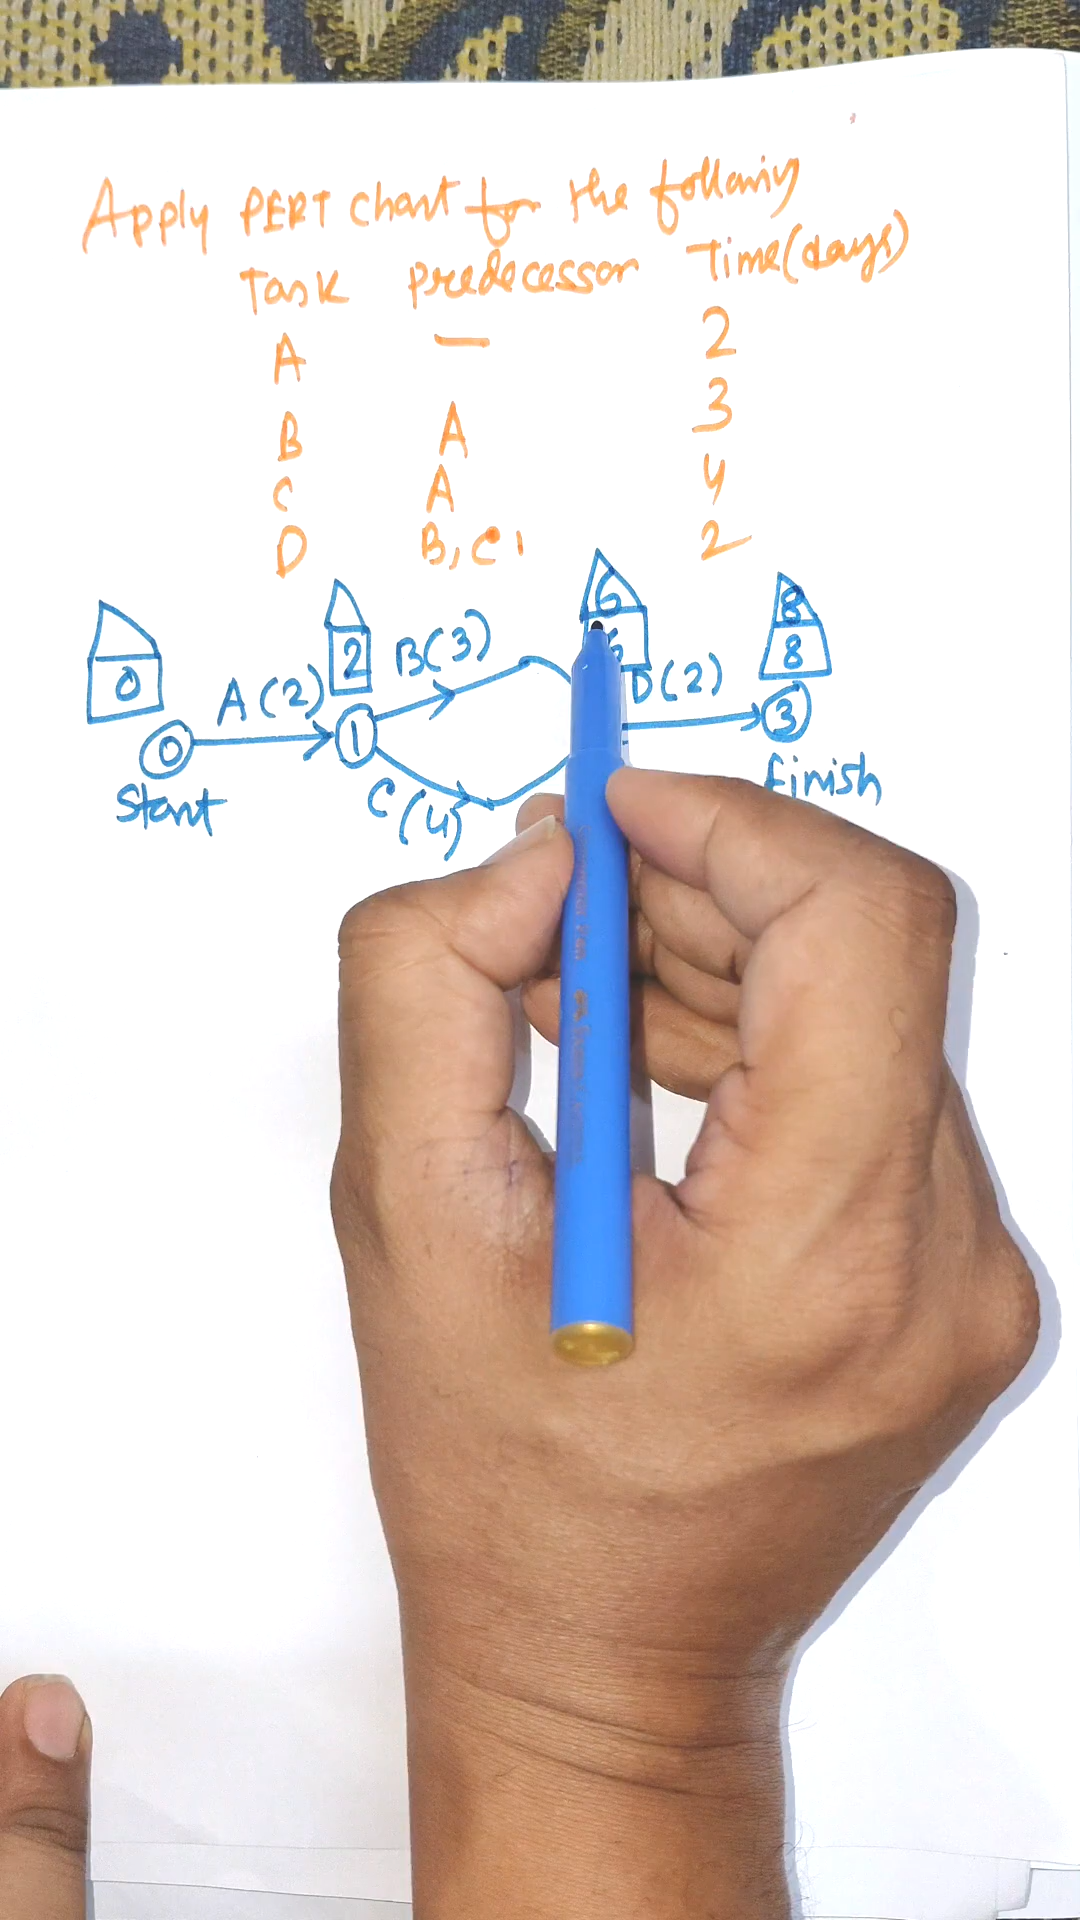 Apply PERT chart for the following
Task Predecessor Time(days)
A — 2
B A 3
C A 4
D B, C 2
6
8
0 2 8
A(2) B(3) D(2)
0 1 3
Start C(4) finish